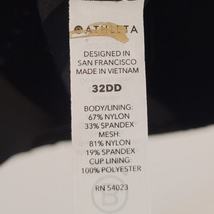 ATHLETA
DESIGNED IN
SAN FRANCISCO
MADE IN VIETNAM
32DD
BODY/LINING:
67% NYLON
33% SPANDEX
MESH:
81% NYLON
19% SPANDEX
CUP LINING:
100% POLYESTER
RN 54023
B